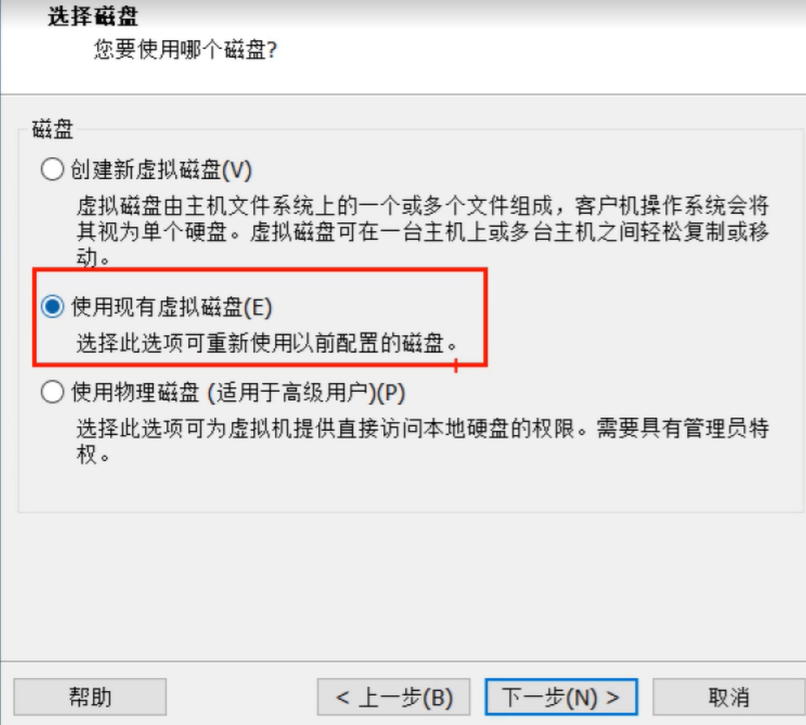 选择磁盘
您要使用哪个磁盘?
磁盘
创建新虚拟磁盘(V)
虚拟磁盘由主机文件系统上的一个或多个文件组成，客户机操作系统会将
其视为单个硬盘。虚拟磁盘可在一台主机上或多台主机之间轻松复制或移
动。
使用现有虚拟磁盘(E)
选择此选项可重新使用以前配置的磁盘。
使用物理磁盘 (适用于高级用户)(P)
选择此选项可为虚拟机提供直接访问本地硬盘的权限。需要具有管理员特
权。
帮助
< 上一步(B)
下一步(N) >
取消